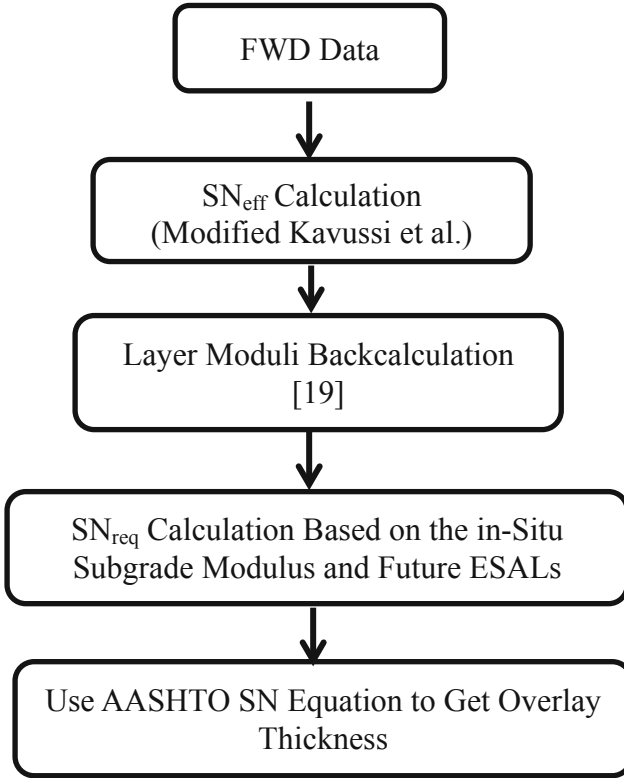 FWD Data
SNeff Calculation
(Modified Kavussi et al.)
Layer Moduli Backcalculation
[19]
SNreq Calculation Based on the in-Situ
Subgrade Modulus and Future ESALs
Use AASHTO SN Equation to Get Overlay
Thickness